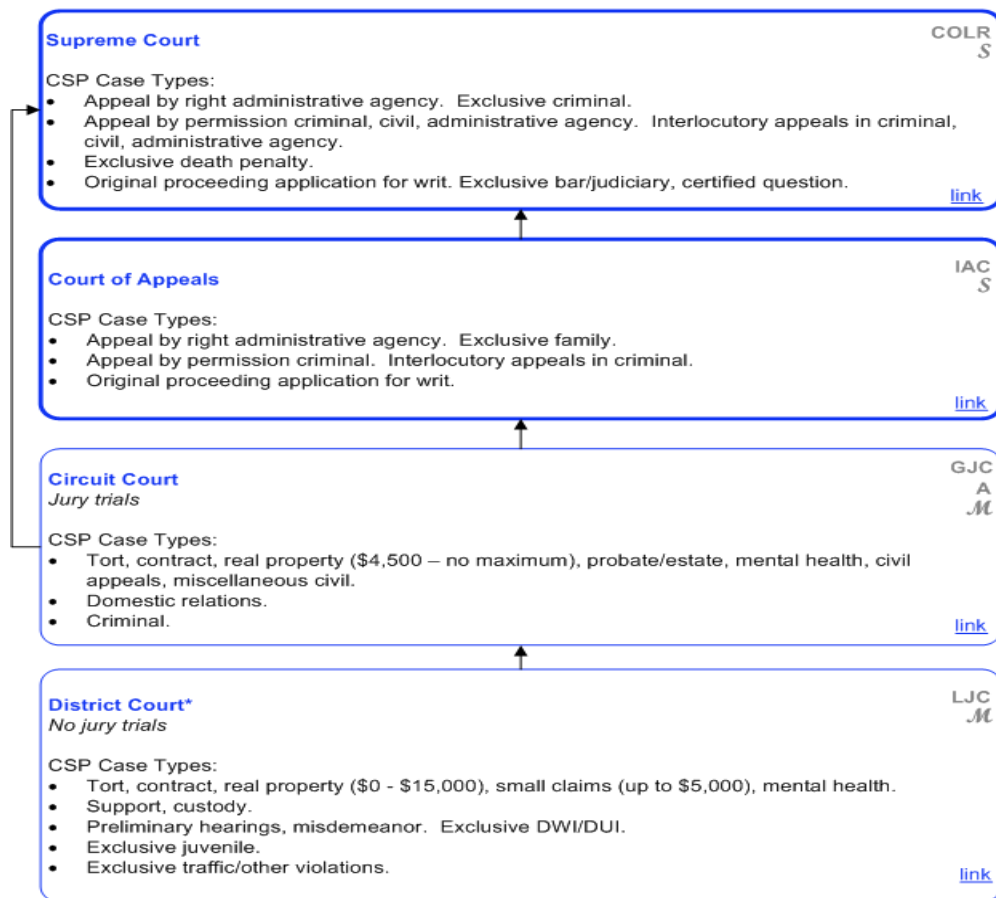 Supreme Court
COLR
S
CSP Case Types:
• Appeal by right administrative agency. Exclusive criminal.
• Appeal by permission criminal, civil, administrative agency. Interlocutory appeals in criminal,
civil, administrative agency.
• Exclusive death penalty.
• Original proceeding application for writ. Exclusive bar/judiciary, certified question.
link
Court of Appeals
IAC
S
CSP Case Types:
• Appeal by right administrative agency. Exclusive family.
• Appeal by permission criminal. Interlocutory appeals in criminal.
• Original proceeding application for writ.
link
Circuit Court
GJC
Jury trials
A
M
CSP Case Types:
• Tort, contract, real property ($4,500 – no maximum), probate/estate, mental health, civil
appeals, miscellaneous civil.
• Domestic relations.
• Criminal.
link
District Court*
LJC
No jury trials
M
CSP Case Types:
• Tort, contract, real property ($0 - $15,000), small claims (up to $5,000), mental health.
• Support, custody.
• Preliminary hearings, misdemeanor. Exclusive DWI/DUI.
• Exclusive juvenile.
• Exclusive traffic/other violations.
link